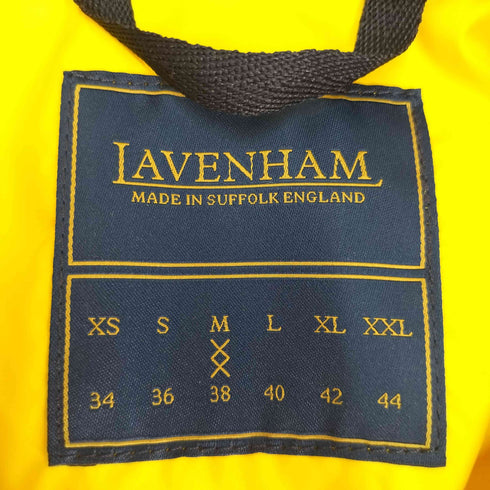 LAVENHAM
MADE IN SUFFOLK ENGLAND
XS S M L XL XXL
34 36 38 40 42 44